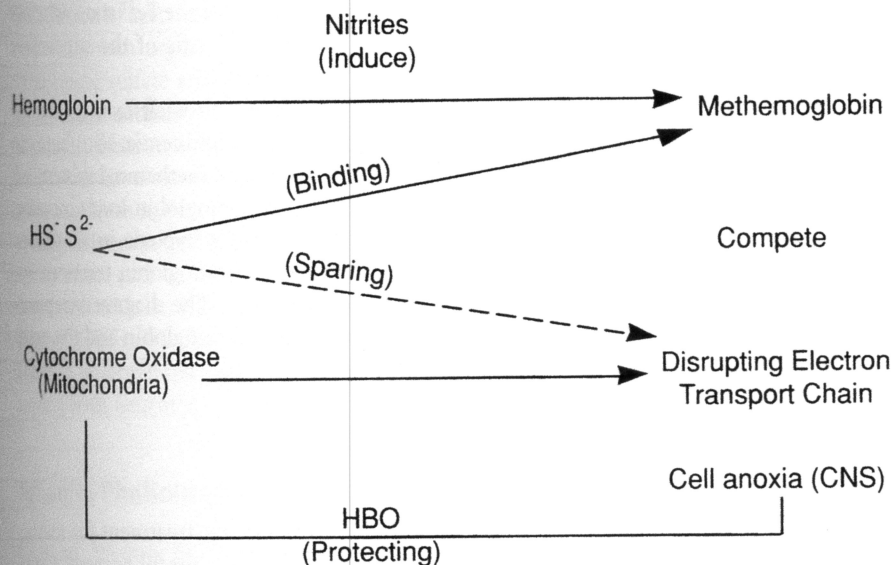 Nitrites
(Induce)
Hemoglobin
Methemoglobin
(Binding)
HS⁻ S²⁻
Compete
(Sparing)
Cytochrome Oxidase
(Mitochondria)
Disrupting Electron
Transport Chain
Cell anoxia (CNS)
HBO
(Protecting)